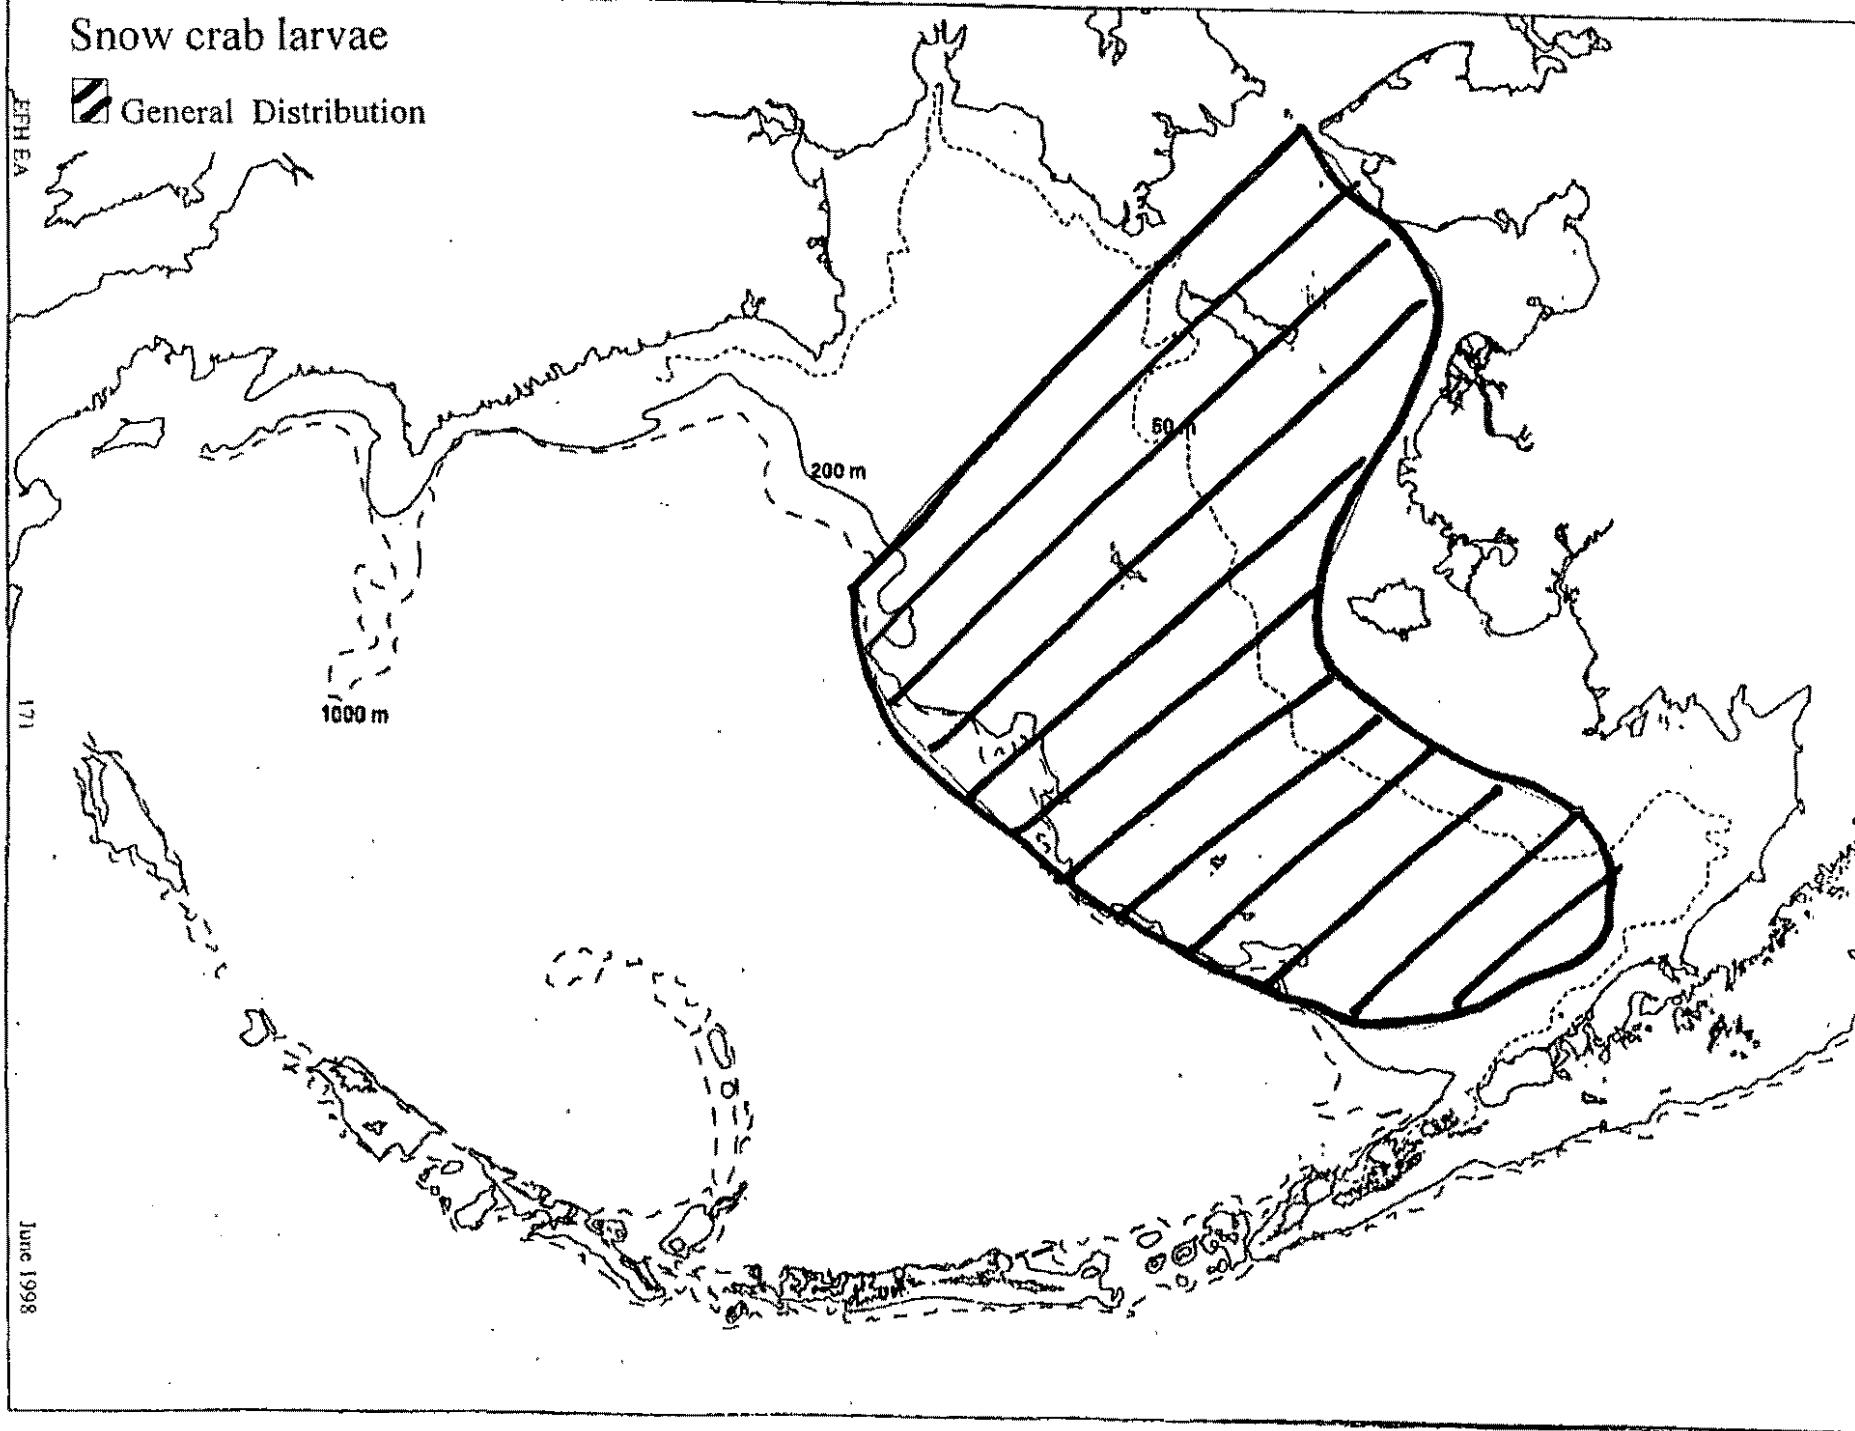 Snow crab larvae
General Distribution
EFH EA
200 m
50 m
1000 m
171
June 1998